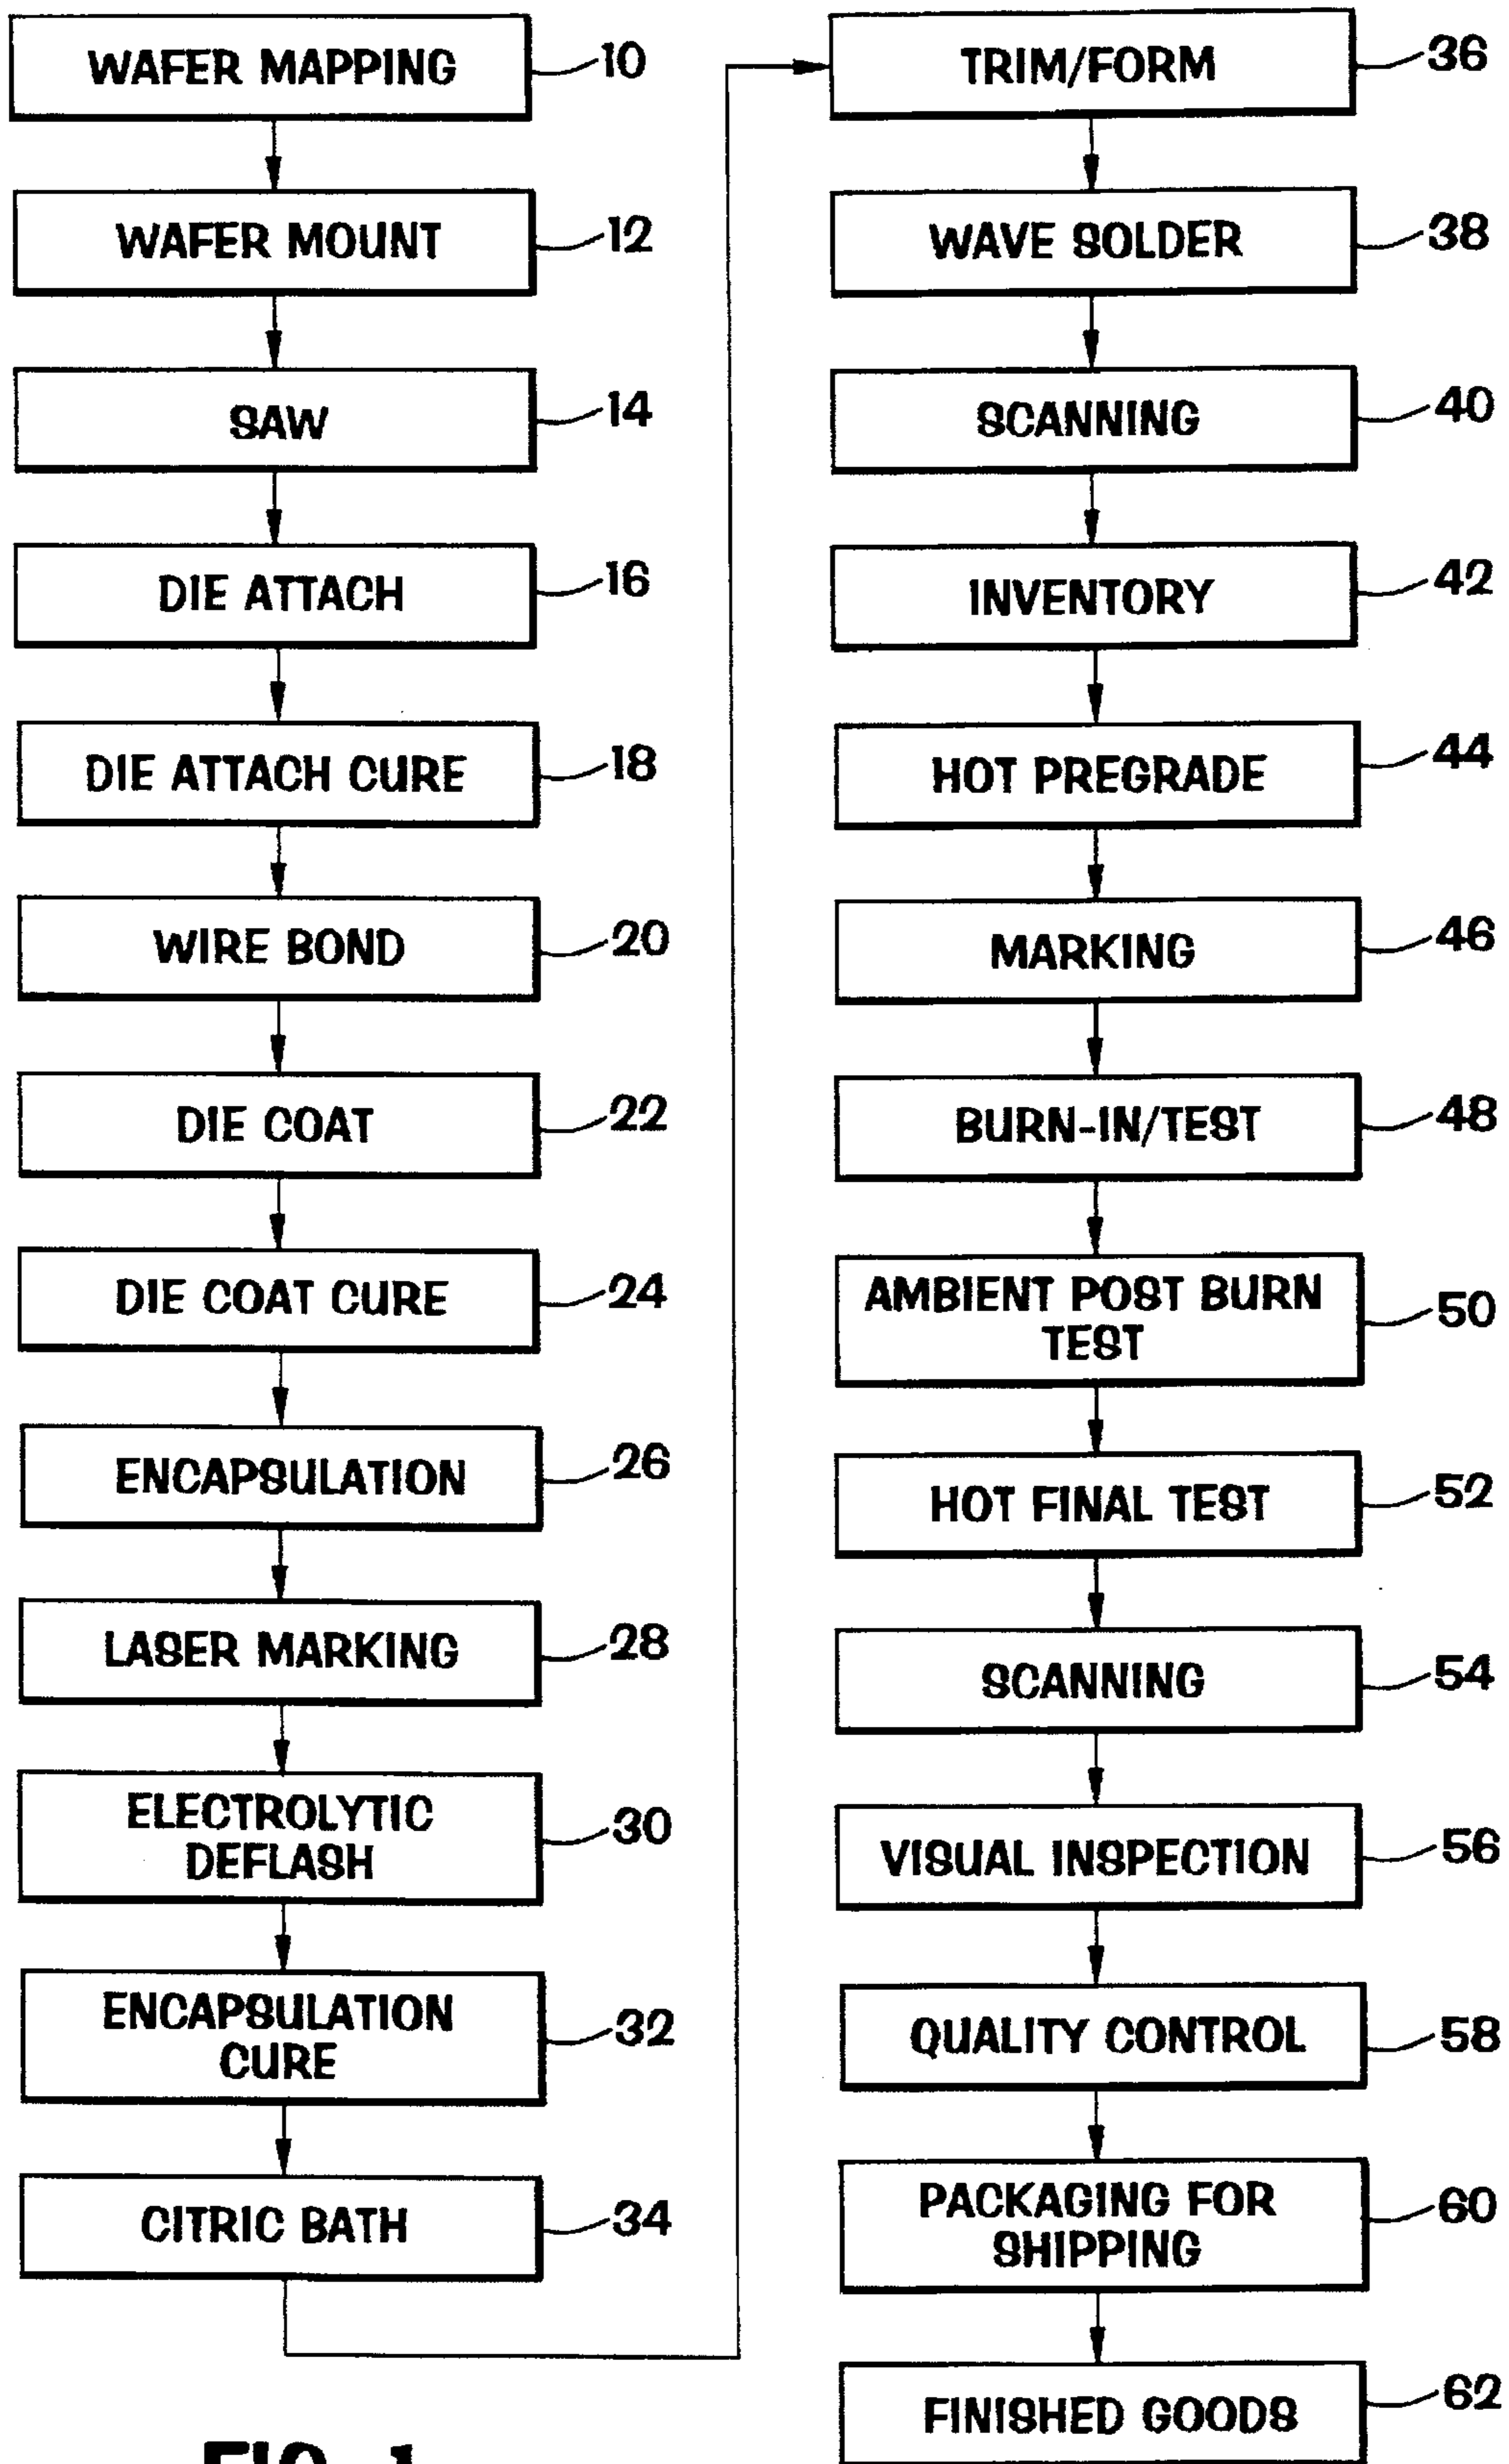 WAFER MAPPING 10
WAFER MOUNT 12
SAW 14
DIE ATTACH 16
DIE ATTACH CURE 18
WIRE BOND 20
DIE COAT 22
DIE COAT CURE 24
ENCAPSULATION 26
LASER MARKING 28
ELECTROLYTIC
DEFLASH 30
ENCAPSULATION
CURE 32
CITRIC BATH 34
TRIM/FORM 36
WAVE SOLDER 38
SCANNING 40
INVENTORY 42
HOT PREGRADE 44
MARKING 46
BURN-IN/TEST 48
AMBIENT POST BURN
TEST 50
HOT FINAL TEST 52
SCANNING 54
VISUAL INSPECTION 56
QUALITY CONTROL 58
PACKAGING FOR
SHIPPING 60
FINISHED GOODS 62
FIG. 1